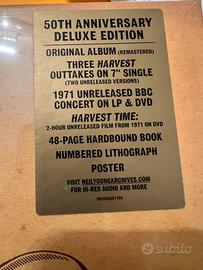 50TH ANNIVERSARY
DELUXE EDITION
ORIGINAL ALBUM (REMASTERED)
THREE HARVEST
OUTTAKES ON 7" SINGLE
(TWO UNRELEASED VERSIONS)
1971 UNRELEASED BBC
CONCERT ON LP & DVD
HARVEST TIME:
2-HOUR UNRELEASED FILM FROM 1971 ON DVD
48-PAGE HARDBOUND BOOK
NUMBERED LITHOGRAPH
POSTER
VISIT NEILYOUNGARCHIVES.COM
FOR HI-RES AUDIO AND MORE
subito